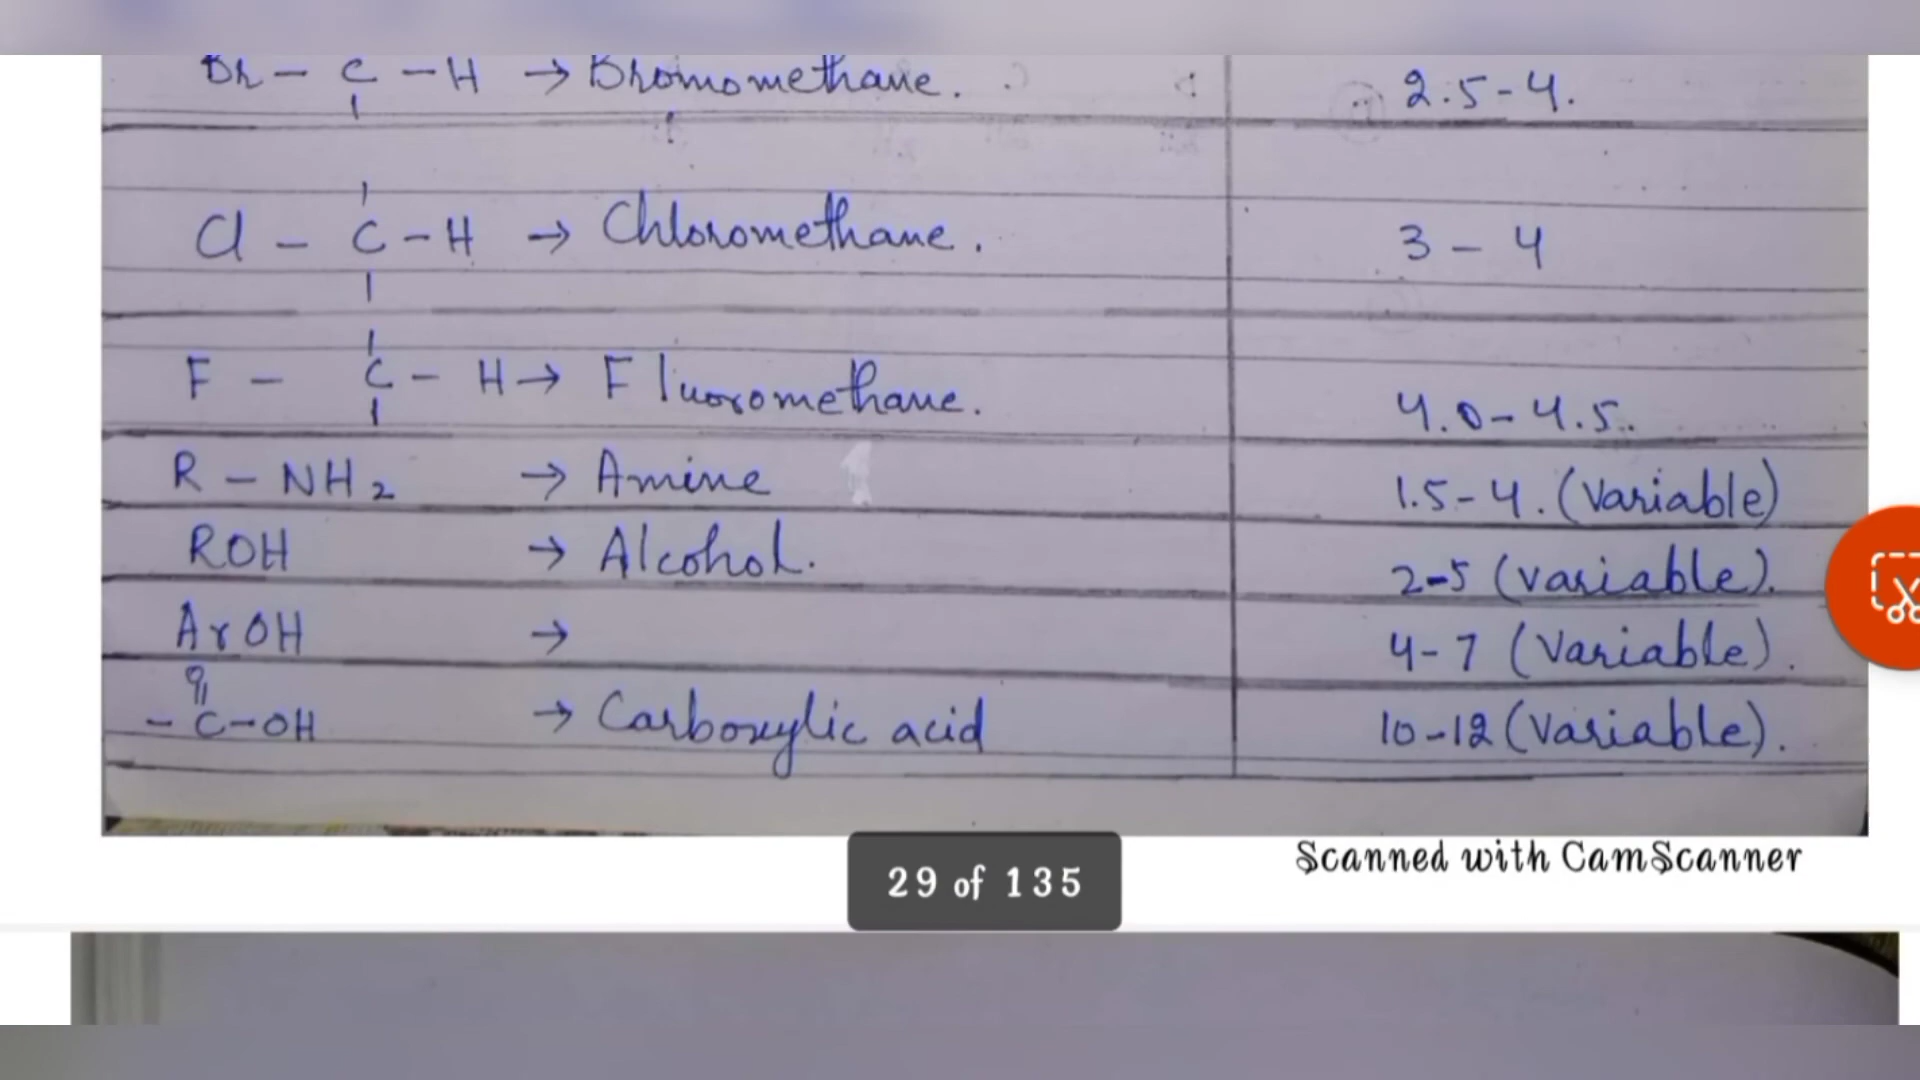 Br - C - H → Bromomethane. 2.5-4.
Cl - C - H → Chloromethane. 3 - 4
F - C - H → Fluoromethane. 4.0-4.5.
R - NH2 → Amine 1.5-4. (Variable)
ROH → Alcohol. 2-5 (Variable).
ArOH → 4-7 (Variable).
O
- C - OH → Carboxylic acid 10-12 (Variable).
Scanned with CamScanner
29 of 135